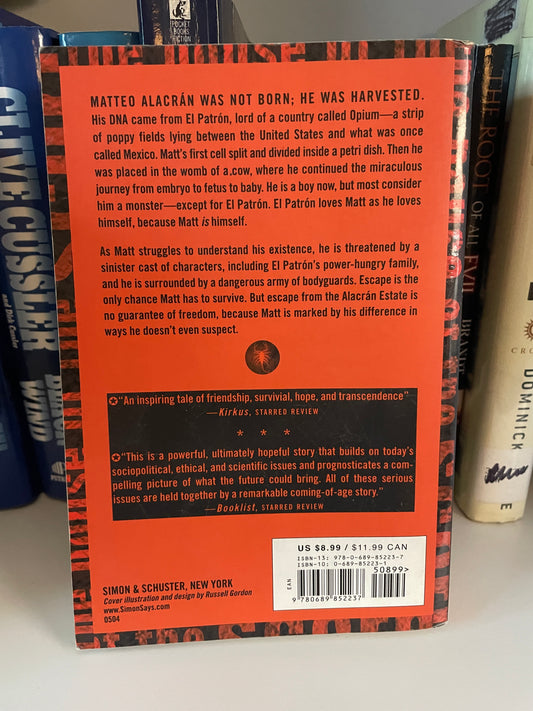 POCKET BOOKS
FICTION
CLIVE CUSSLER
and Dirk Cussler
WIND
THE ROOT OF ALL EVIL
BRANT
CRO
DOMINICK
E
MATTEO ALACRÁN WAS NOT BORN; HE WAS HARVESTED.
His DNA came from El Patrón, lord of a country called Opium—a strip
of poppy fields lying between the United States and what was once
called Mexico. Matt's first cell split and divided inside a petri dish. Then he
was placed in the womb of a.cow, where he continued the miraculous
journey from embryo to fetus to baby. He is a boy now, but most consider
him a monster—except for El Patrón. El Patrón loves Matt as he loves
himself, because Matt is himself.
As Matt struggles to understand his existence, he is threatened by a
sinister cast of characters, including El Patrón's power-hungry family,
and he is surrounded by a dangerous army of bodyguards. Escape is the
only chance Matt has to survive. But escape from the Alacrán Estate is
no guarantee of freedom, because Matt is marked by his difference in
ways he doesn't even suspect.
✪"An inspiring tale of friendship, survivial, hope, and transcendence"
—Kirkus, STARRED REVIEW
* * *
✪"This is a powerful, ultimately hopeful story that builds on today's
sociopolitical, ethical, and scientific issues and prognosticates a com-
pelling picture of what the future could bring. All of these serious
issues are held together by a remarkable coming-of-age story."
—Booklist, STARRED REVIEW
SIMON & SCHUSTER, NEW YORK
Cover illustration and design by Russell Gordon
www.SimonSays.com
0504
US $8.99 / $11.99 CAN
ISBN-13: 978-0-689-85223-7
ISBN-10: 0-689-85223-1
50899>
EAN
9 780689 852237